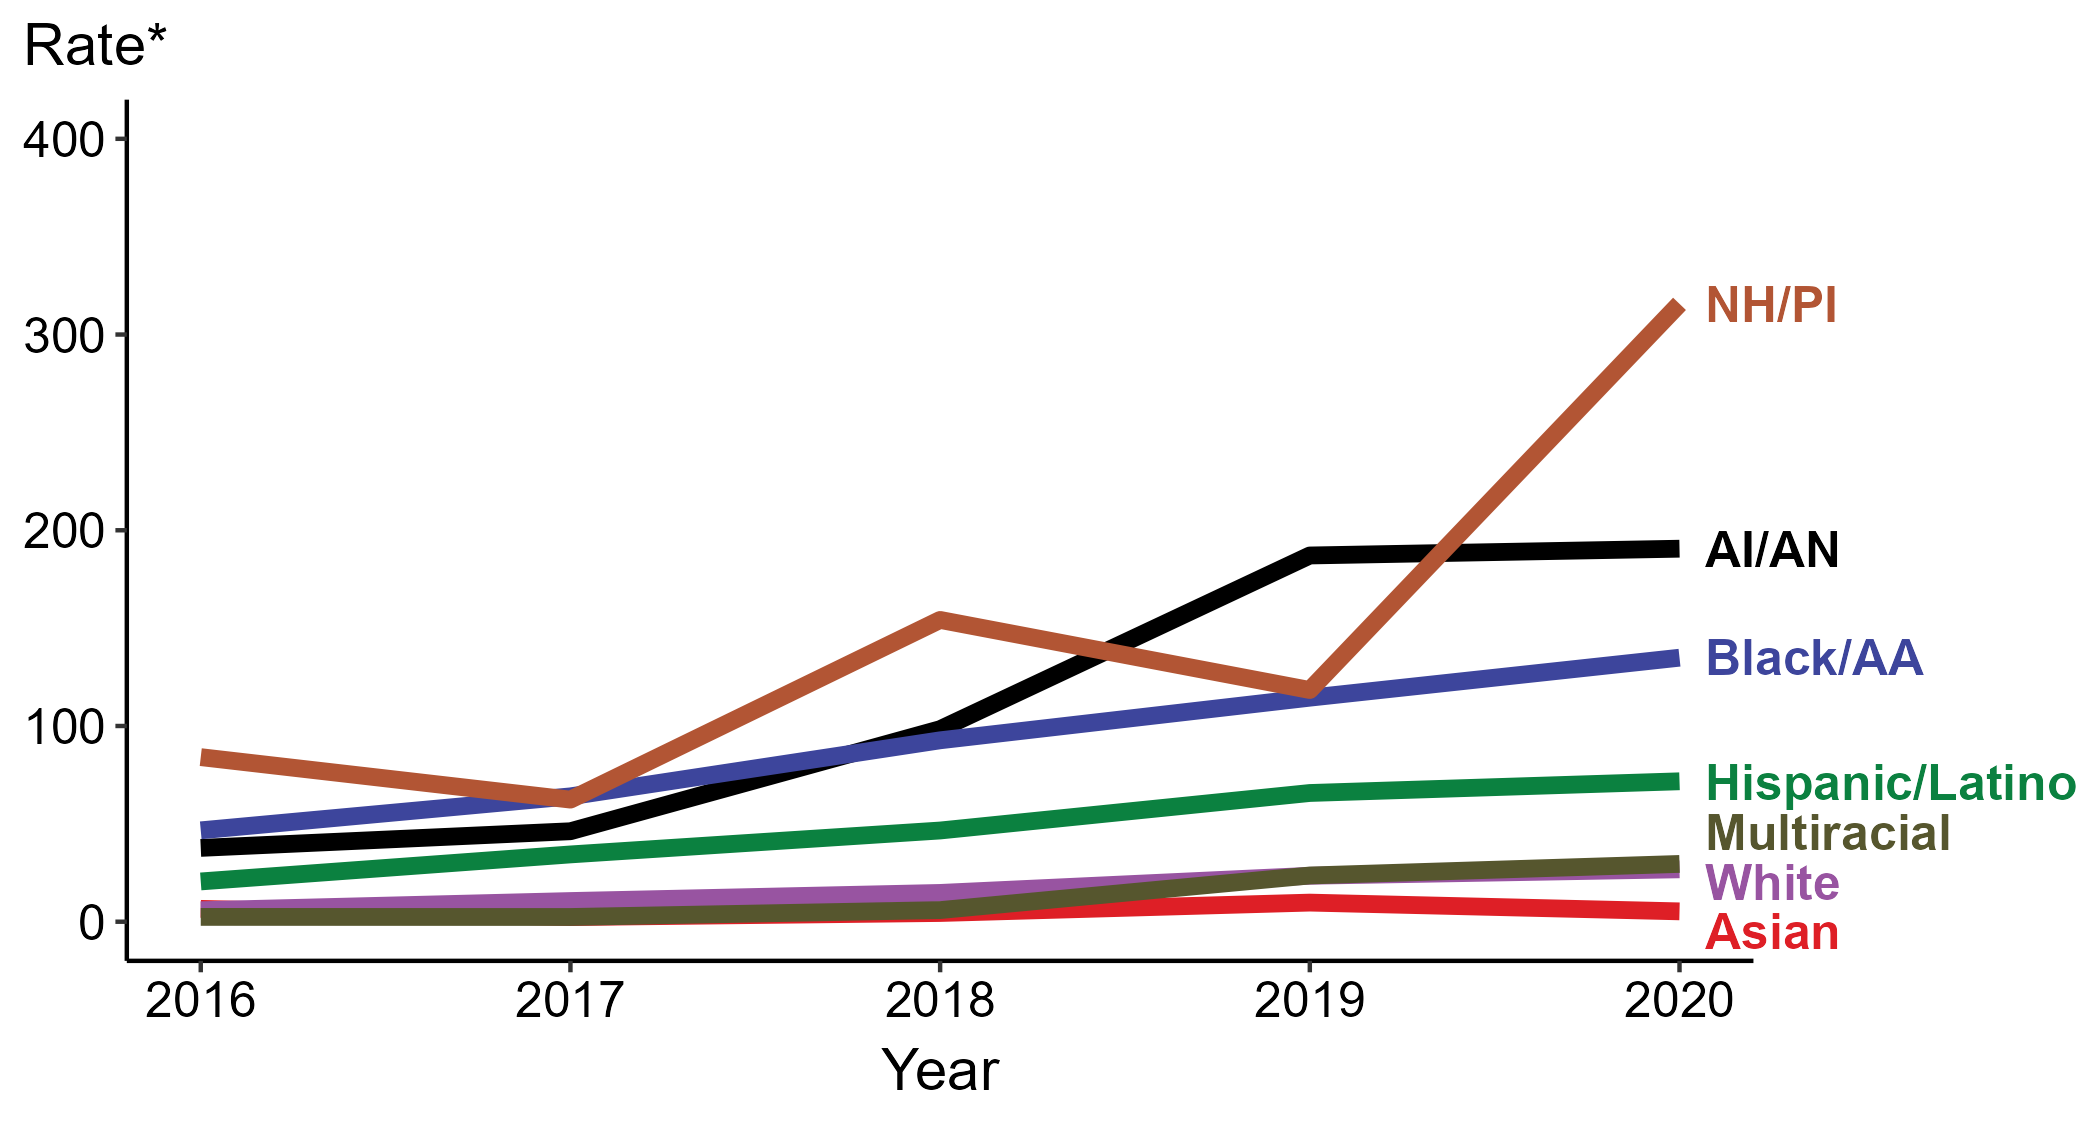 Rate*
400
300
200
100
0
NH/PI
AI/AN
Black/AA
Hispanic/Latino
Multiracial
White
Asian
2016 2017 2018 2019 2020
Year